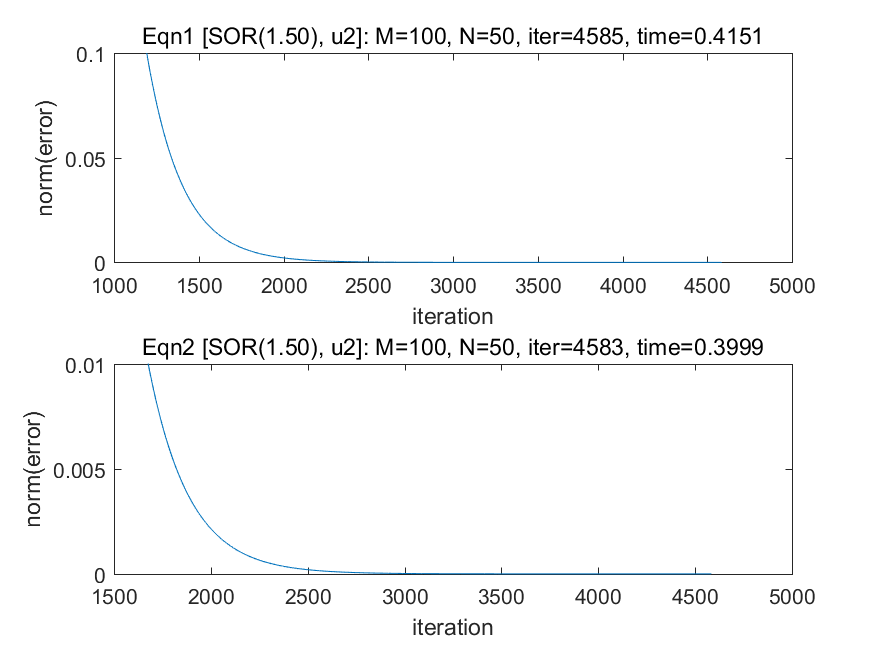 Eqn1 [SOR(1.50), u2]: M=100, N=50, iter=4585, time=0.4151
0.1
0.05
0
norm(error)
1000 1500 2000 2500 3000 3500 4000 4500 5000
iteration
Eqn2 [SOR(1.50), u2]: M=100, N=50, iter=4583, time=0.3999
0.01
0.005
0
norm(error)
1500 2000 2500 3000 3500 4000 4500 5000
iteration